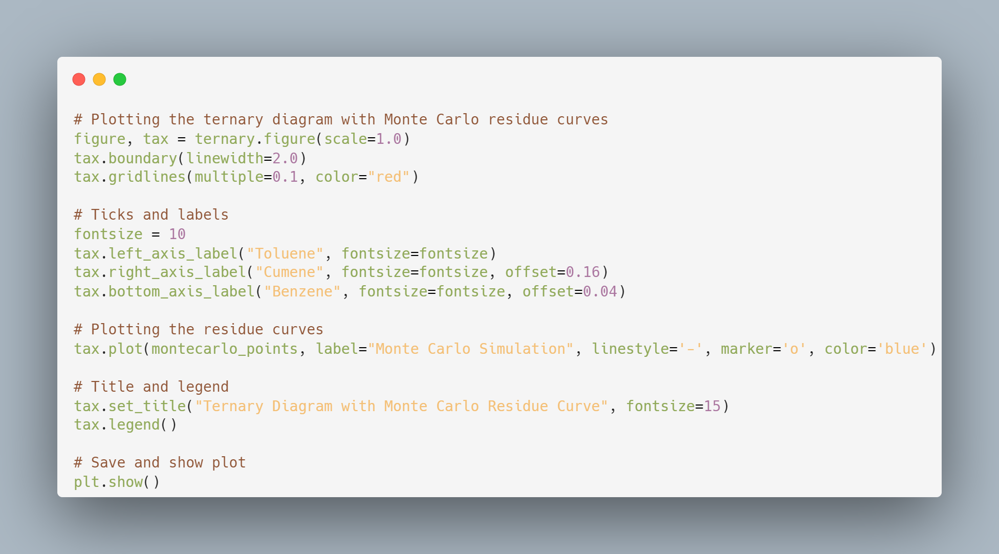 # Plotting the ternary diagram with Monte Carlo residue curves
figure, tax = ternary.figure(scale=1.0)
tax.boundary(linewidth=2.0)
tax.gridlines(multiple=0.1, color="red")
# Ticks and labels
fontsize = 10
tax.left_axis_label("Toluene", fontsize=fontsize)
tax.right_axis_label("Cumene", fontsize=fontsize, offset=0.16)
tax.bottom_axis_label("Benzene", fontsize=fontsize, offset=0.04)
# Plotting the residue curves
tax.plot(montecarlo_points, label="Monte Carlo Simulation", linestyle='-', marker='o', color='blue')
# Title and legend
tax.set_title("Ternary Diagram with Monte Carlo Residue Curve", fontsize=15)
tax.legend()
# Save and show plot
plt.show()